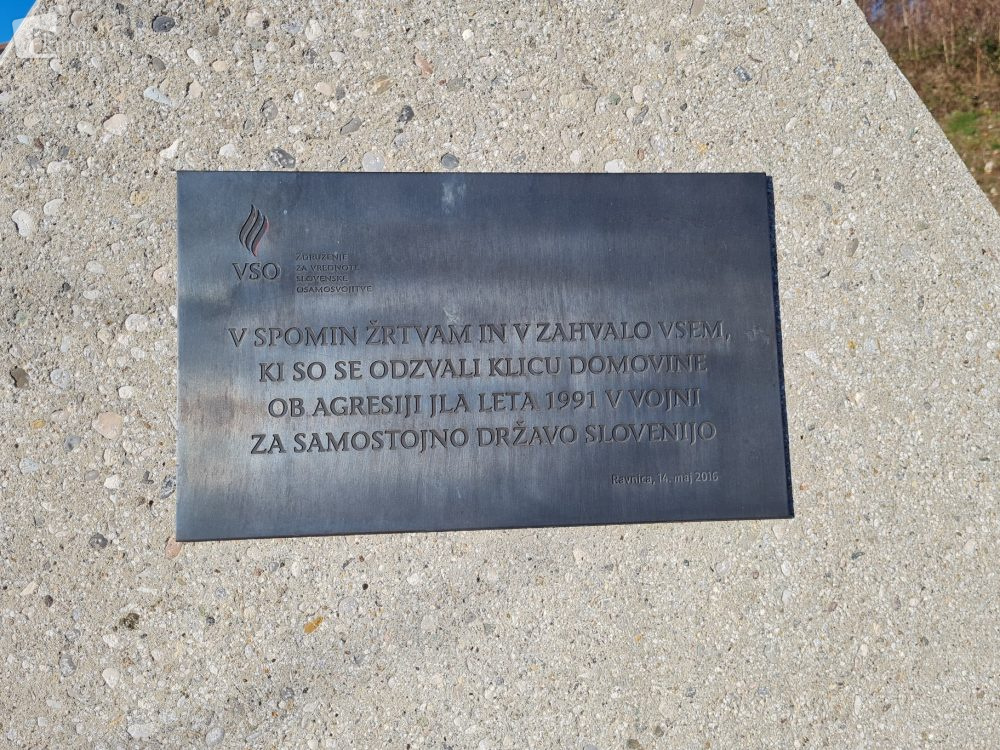 VSO
ZDRUŽENJE
ZA VREDNOTE
SLOVENSKE
OSAMOSVOJITVE
V SPOMIN ŽRTVAM IN V ZAHVALO VSEM,
KI SO SE ODZVALI KLICU DOMOVINE
OB AGRESIJI JLA LETA 1991 V VOJNI
ZA SAMOSTOJNO DRŽAVO SLOVENIJO
Ravnica, 14. maj 2016